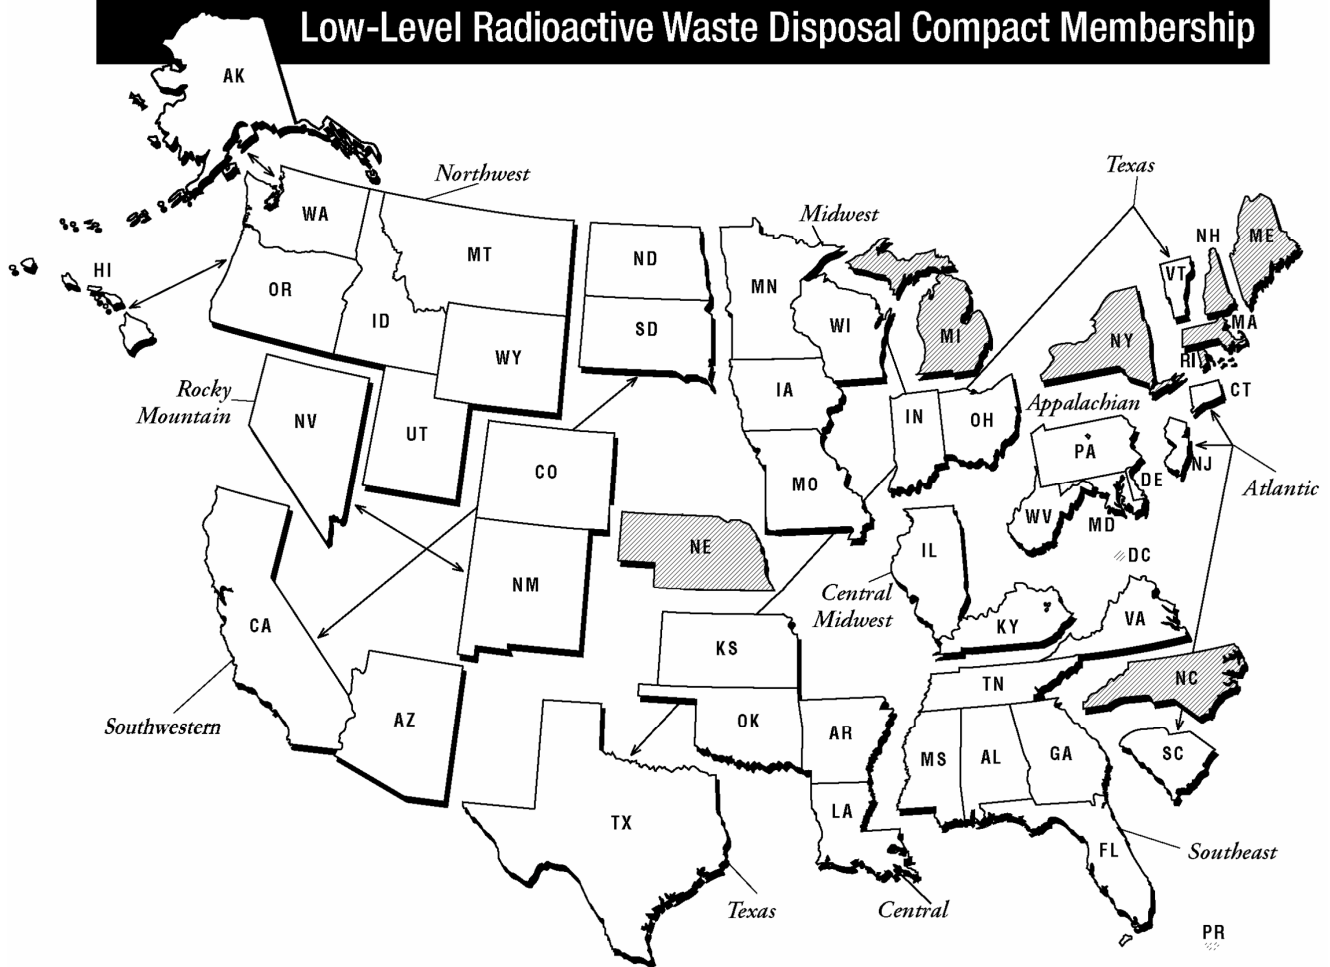 Low-Level Radioactive Waste Disposal Compact Membership
AK
Northwest
Texas
Midwest
WA
MT
ND
MN
NH
ME
VT
HI
OR
ID
SD
WI
MI
NY
MA
WY
RI
Rocky
Mountain
NV
UT
IA
IN
OH
Appalachian
CT
CO
MO
PA
NJ
DE
Atlantic
WV
MD
NE
IL
DC
NM
Central
Midwest
CA
KY
VA
KS
TN
NC
Southwestern
AZ
OK
AR
MS
AL
GA
SC
TX
LA
FL
Southeast
Texas
Central
PR